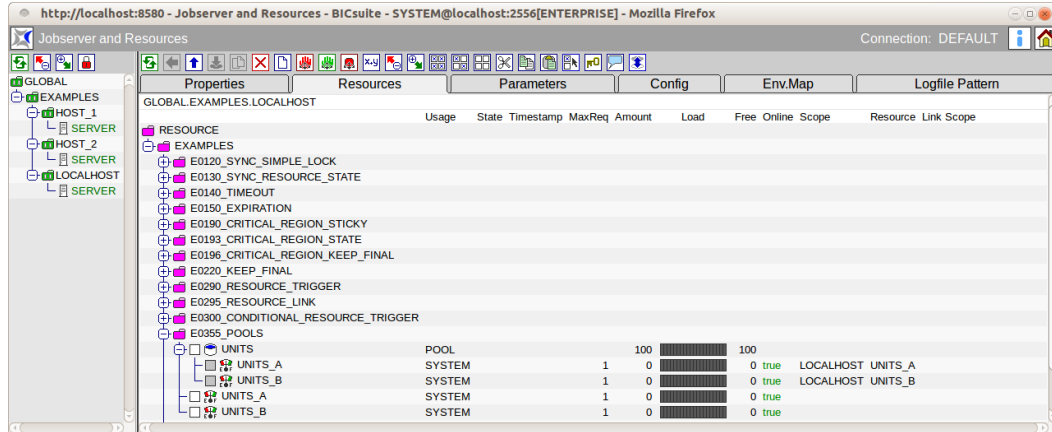 http://localhost:8580 - Jobserver and Resources - BICsuite - SYSTEM@localhost:2556[ENTERPRISE] - Mozilla Firefox
Jobserver and Resources
Connection: DEFAULT
GLOBAL
EXAMPLES
HOST_1
SERVER
HOST_2
SERVER
LOCALHOST
SERVER
x.y
Properties Resources Parameters Config Env.Map Logfile Pattern
GLOBAL.EXAMPLES.LOCALHOST
Usage State Timestamp MaxReq Amount Load Free Online Scope Resource Link Scope
RESOURCE
EXAMPLES
E0120_SYNC_SIMPLE_LOCK
E0130_SYNC_RESOURCE_STATE
E0140_TIMEOUT
E0150_EXPIRATION
E0190_CRITICAL_REGION_STICKY
E0193_CRITICAL_REGION_STATE
E0196_CRITICAL_REGION_KEEP_FINAL
E0220_KEEP_FINAL
E0290_RESOURCE_TRIGGER
E0295_RESOURCE_LINK
E0300_CONDITIONAL_RESOURCE_TRIGGER
E0355_POOLS
UNITS POOL 100 100
UNITS_A SYSTEM 1 0 0 true LOCALHOST UNITS_A
UNITS_B SYSTEM 1 0 0 true LOCALHOST UNITS_B
UNITS_A SYSTEM 1 0 0 true
UNITS_B SYSTEM 1 0 0 true